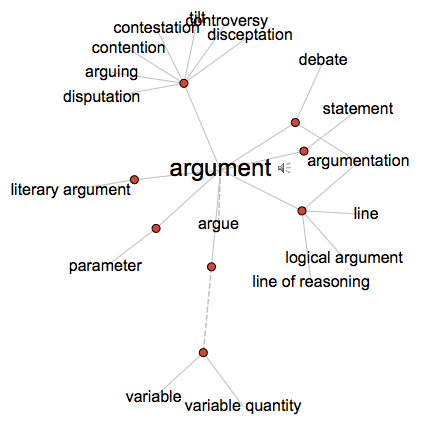 tilt
controversy
contestation
disceptation
contention
debate
arguing
disputation
statement
argumentation
argument
literary argument
line
argue
logical argument
parameter
line of reasoning
variable
variable quantity